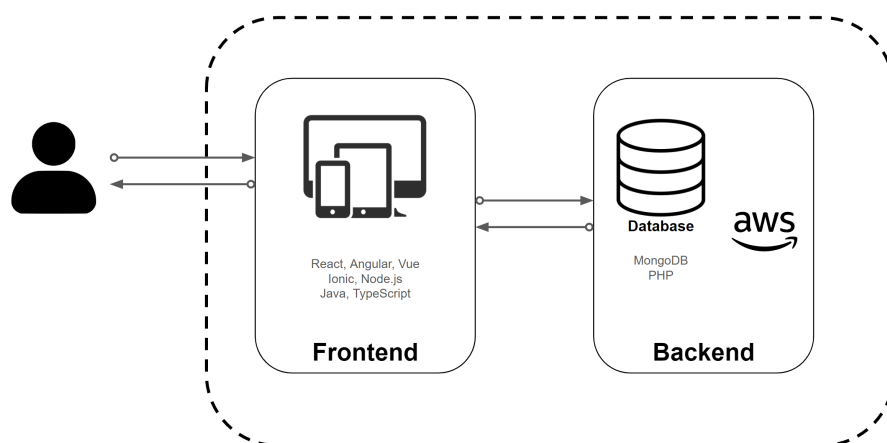 React, Angular, Vue
Ionic, Node.js
Java, TypeScript
Frontend
Database
aws
MongoDB
PHP
Backend